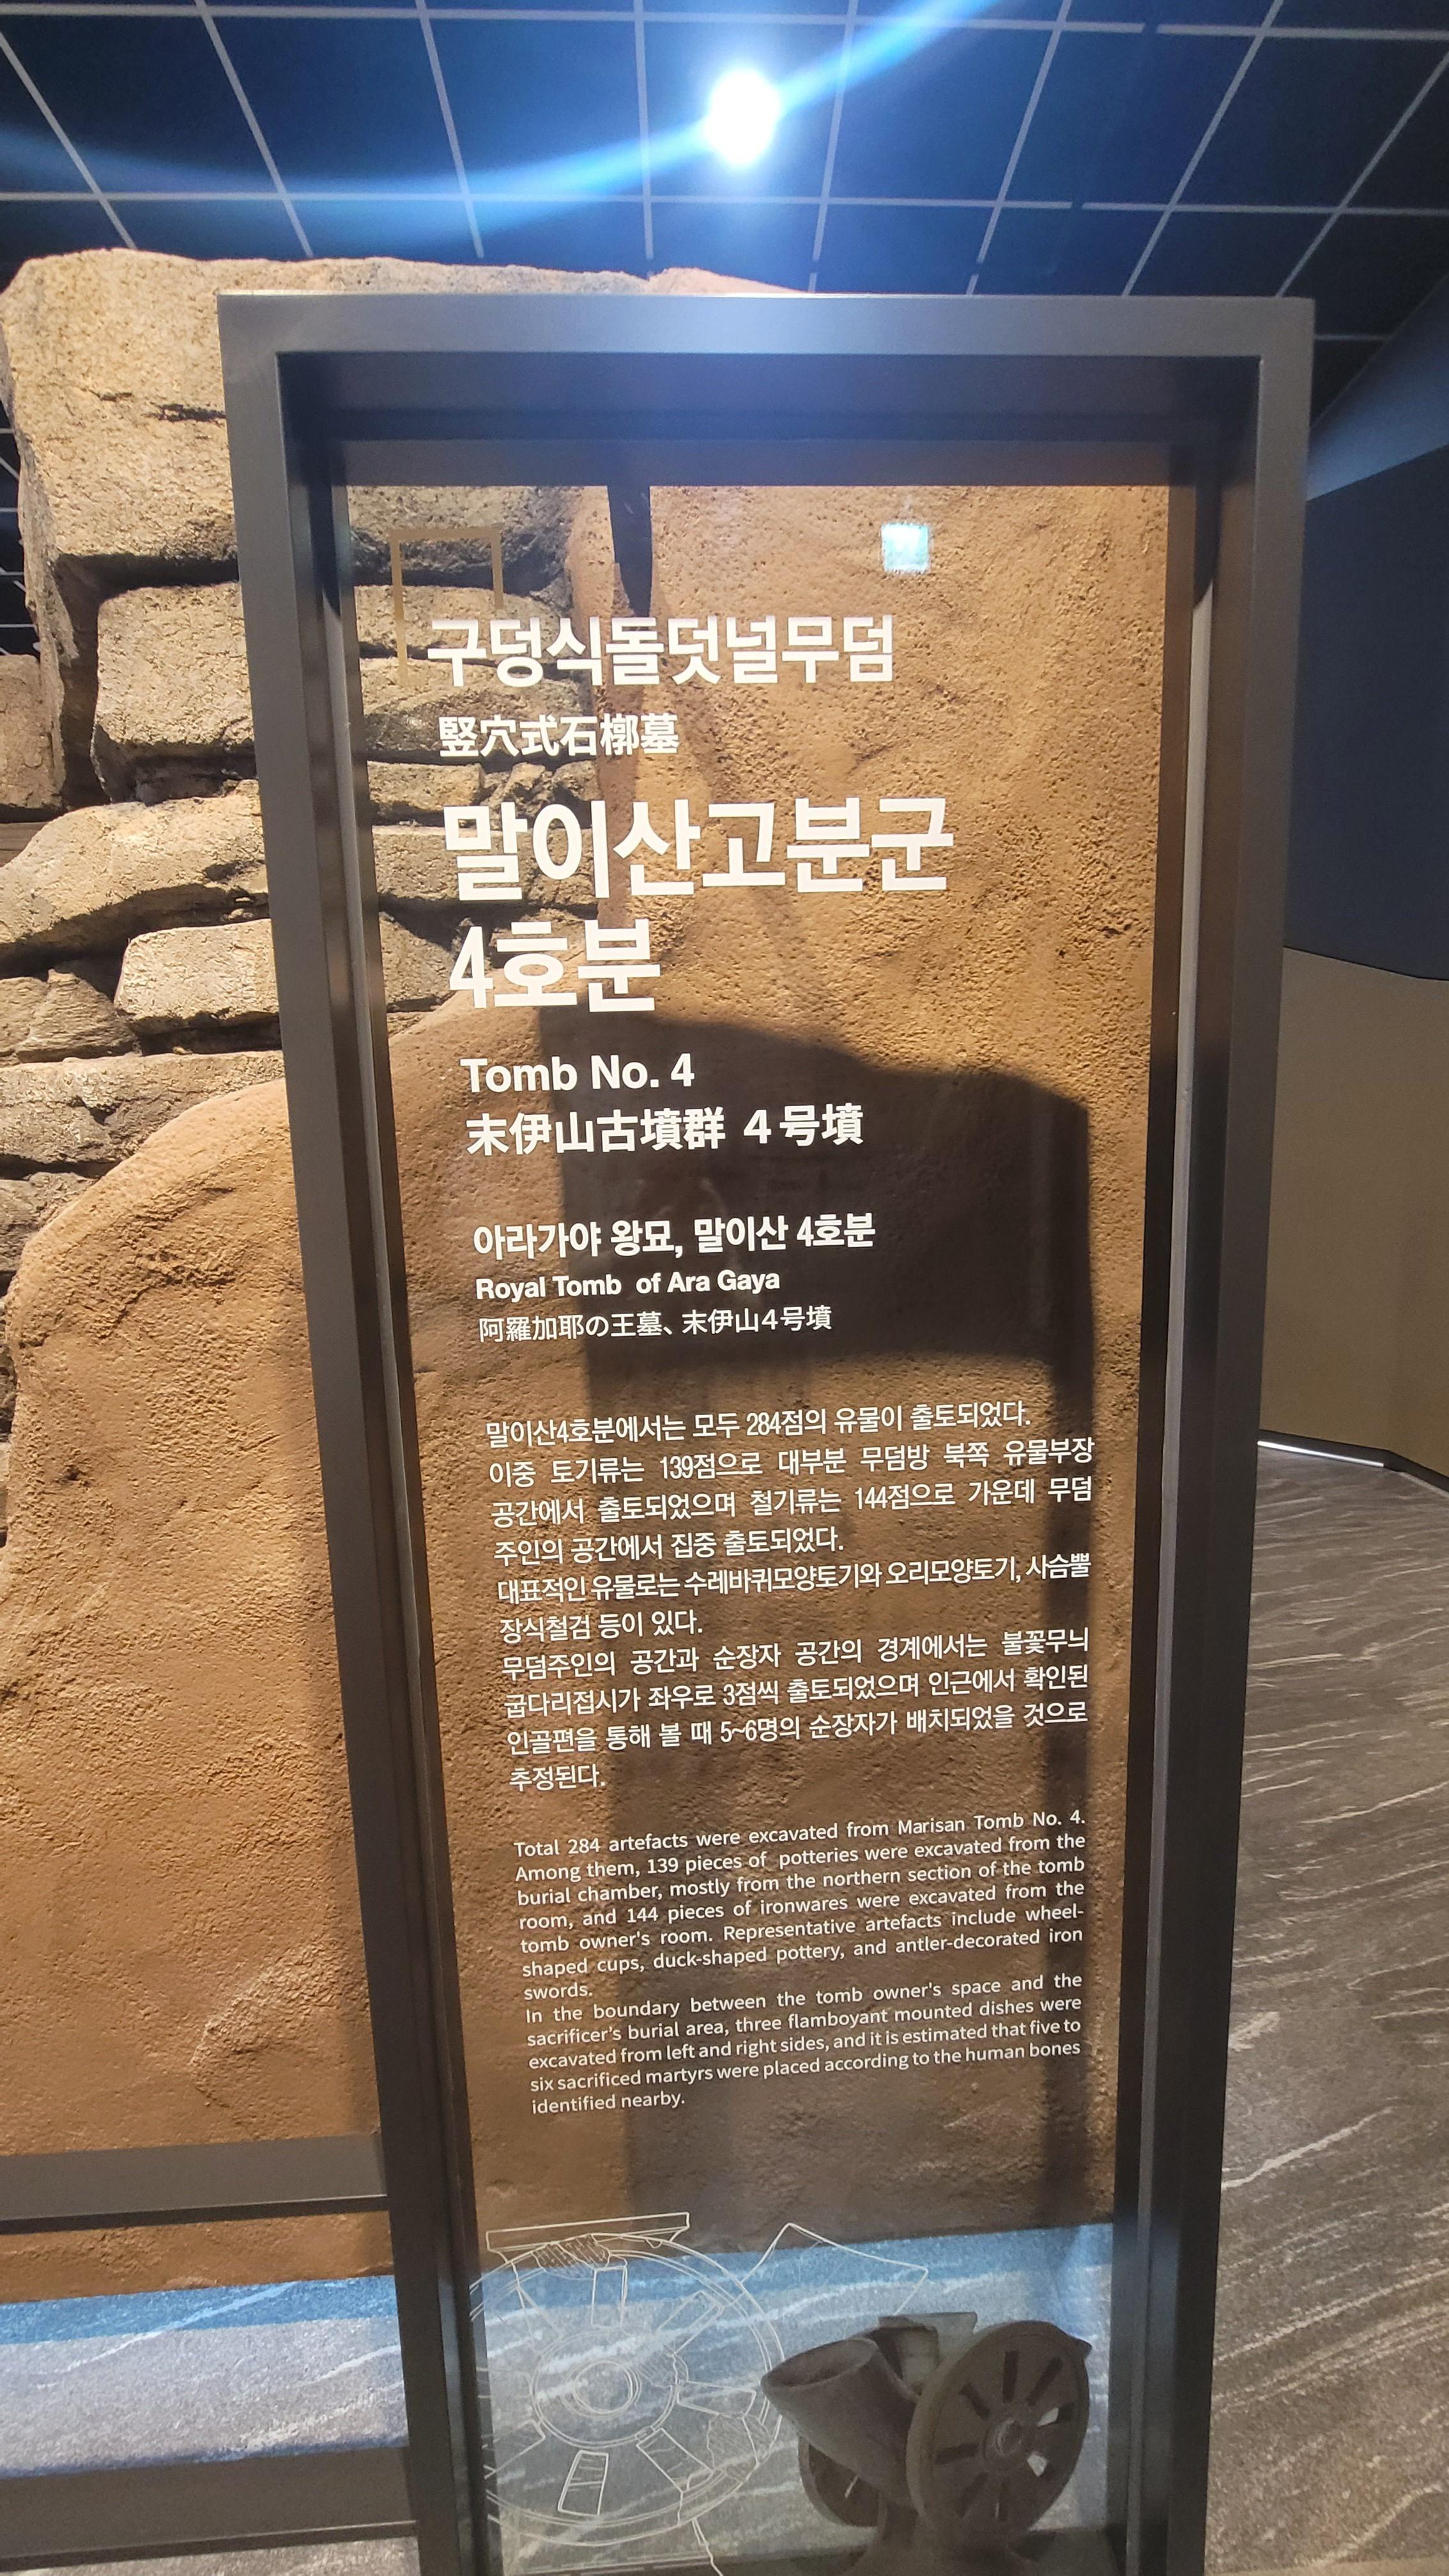 구덩식돌덧널무덤
竪穴式石槨墓
말이산고분군
4호분
Tomb No. 4
末伊山古墳群 4号墳
아라가야 왕묘, 말이산 4호분
Royal Tomb of Ara Gaya
阿羅加耶の王墓、末伊山4号墳
말이산4호분에서는 모두 284점의 유물이 출토되었다.
이중 토기류는 139점으로 대부분 무덤방 북쪽 유물부장
공간에서 출토되었으며 철기류는 144점으로 가운데 무덤
주인의 공간에서 집중 출토되었다.
대표적인 유물로는 수레바퀴모양토기와 오리모양토기, 사슴뿔
장식철검 등이 있다.
무덤주인의 공간과 순장자 공간의 경계에서는 불꽃무늬
굽다리접시가 좌우로 3점씩 출토되었으며 인근에서 확인된
인골편을 통해 볼 때 5~6명의 순장자가 배치되었을 것으로
추정된다.
Total 284 artefacts were excavated from Marisan Tomb No. 4.
Among them, 139 pieces of potteries were excavated from the
burial chamber, mostly from the northern section of the tomb
room, and 144 pieces of ironwares were excavated from the
tomb owner's room. Representative artefacts include wheel-
shaped cups, duck-shaped pottery, and antler-decorated iron
swords.
In the boundary between the tomb owner's space and the
sacrificer's burial area, three flamboyant mounted dishes were
excavated from left and right sides, and it is estimated that five to
six sacrificed martyrs were placed according to the human bones
identified nearby.